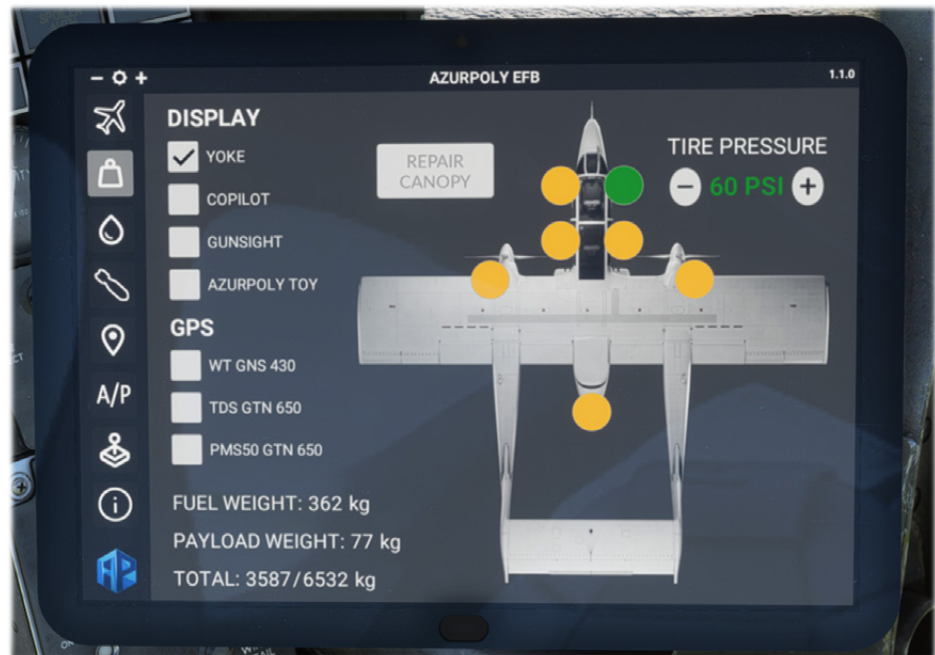 AZURPOLY EFB
1.1.0
DISPLAY
YOKE
COPILOT
GUNSIGHT
AZURPOLY TOY
GPS
WT GNS 430
TDS GTN 650
PMS50 GTN 650
FUEL WEIGHT: 362 kg
PAYLOAD WEIGHT: 77 kg
TOTAL: 3587/6532 kg
REPAIR
CANOPY
TIRE PRESSURE
− 60 PSI +
A/P